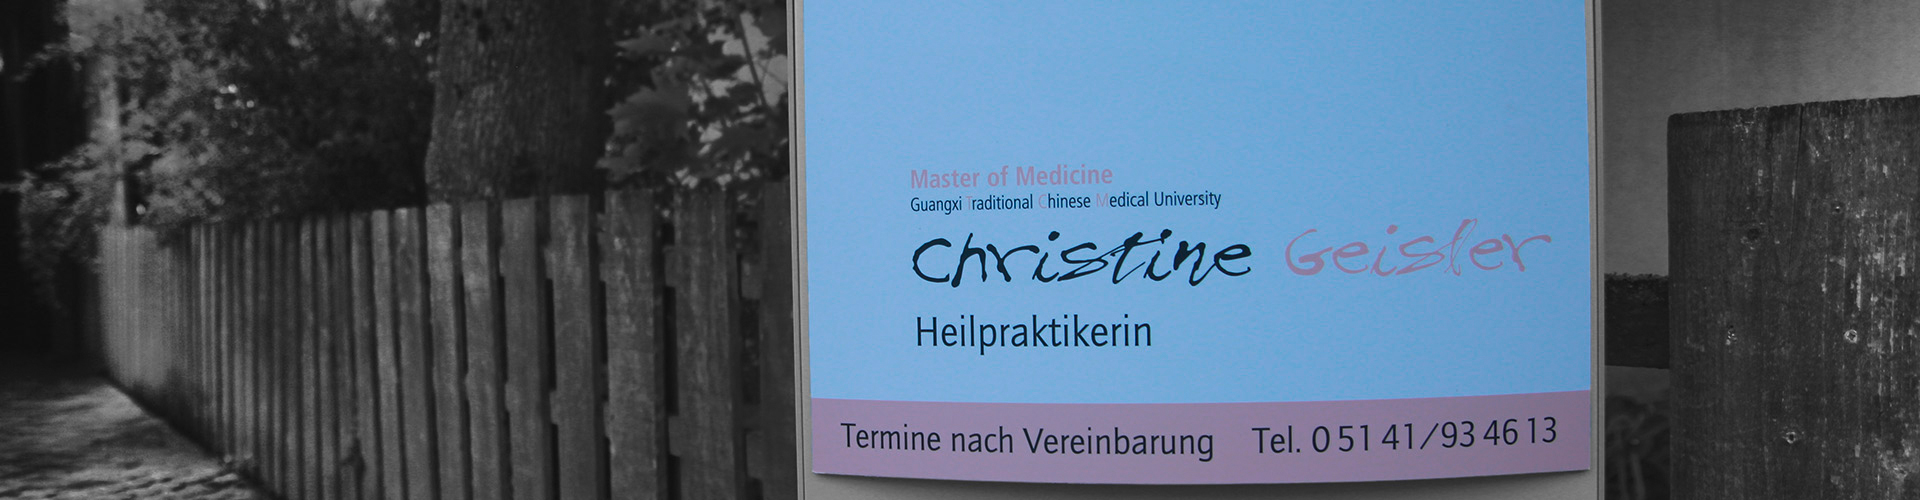 Master of Medicine
Guangxi Traditional Chinese Medical University
Christine Geisler
Heilpraktikerin
Termine nach Vereinbarung Tel. 0 51 41/93 46 13